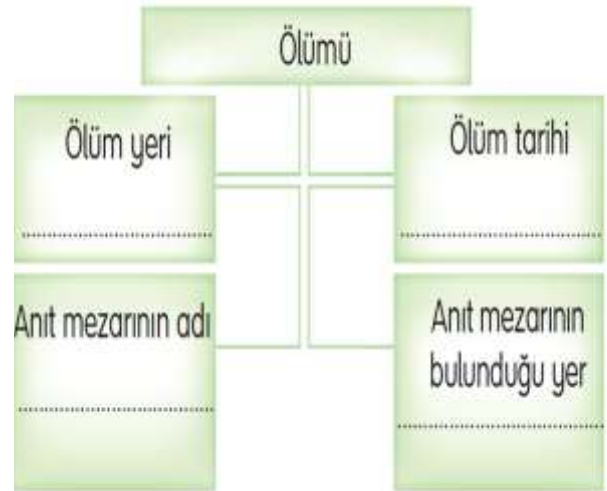 Ölümü
Ölüm yeri
Ölüm tarihi
Anıt mezarının adı
Anıt mezarının
bulunduğu yer